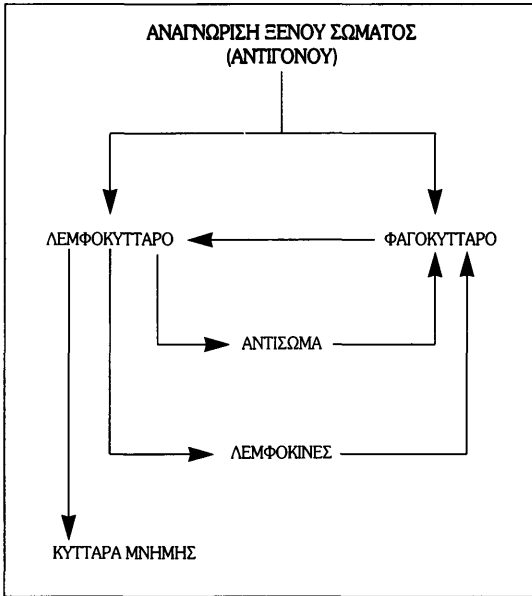 ΑΝΑΓΝΩΡΙΣΗ ΞΕΝΟΥ ΣΩΜΑΤΟΣ
(ΑΝΤΙΓΟΝΟΥ)
ΛΕΜΦΟΚΥΤΤΑΡΟ
ΦΑΓΟΚΥΤΤΑΡΟ
ΑΝΤΙΣΩΜΑ
ΛΕΜΦΟΚΙΝΕΣ
ΚΥΤΤΑΡΑ ΜΝΗΜΗΣ